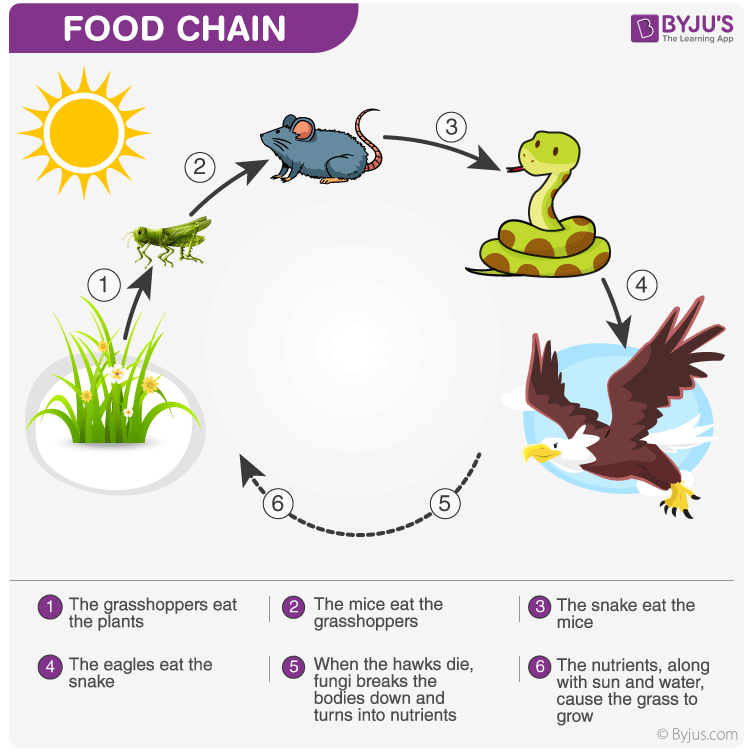 FOOD CHAIN
BYJU'S
The Learning App
1
2
3
4
5
6
1 The grasshoppers eat
the plants
2 The mice eat the
grasshoppers
3 The snake eat the
mice
4 The eagles eat the
snake
5 When the hawks die,
fungi breaks the
bodies down and
turns into nutrients
6 The nutrients, along
with sun and water,
cause the grass to
grow
© Byjus.com